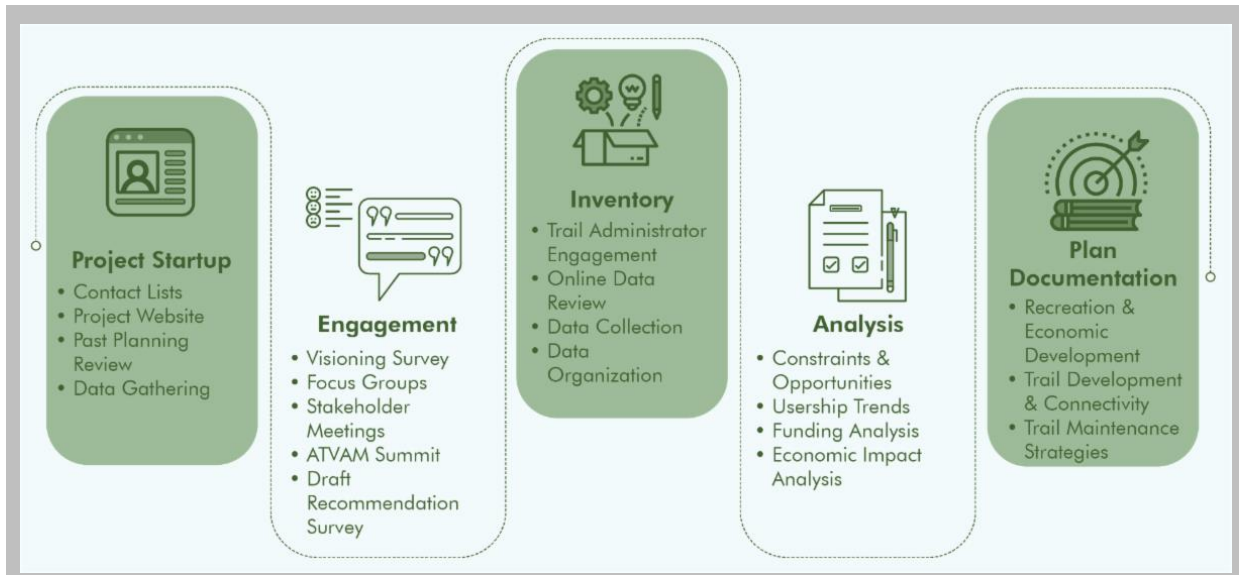 Project Startup
• Contact Lists
• Project Website
• Past Planning
Review
• Data Gathering
Engagement
• Visioning Survey
• Focus Groups
• Stakeholder
Meetings
• ATVAM Summit
• Draft
Recommendation
Survey
Inventory
• Trail Administrator
Engagement
• Online Data
Review
• Data Collection
• Data
Organization
Analysis
• Constraints &
Opportunities
• Usership Trends
• Funding Analysis
• Economic Impact
Analysis
Plan
Documentation
• Recreation &
Economic
Development
• Trail Development
& Connectivity
• Trail Maintenance
Strategies